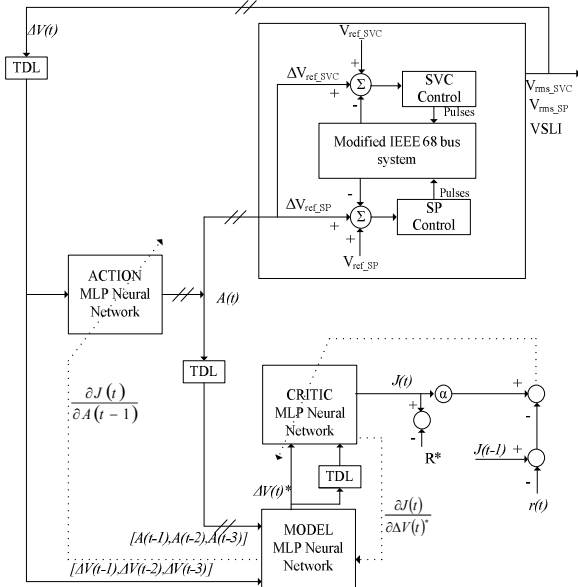 ΔV(t)
TDL
V_ref_SVC
+
ΔV_ref_SVC
+
-
Σ
SVC
Control
Pulses
V_rms_SVC
V_rms_SP
VSLI
Modified IEEE 68 bus
system
-
Pulses
ΔV_ref_SP
+
Σ
+
SP
Control
V_ref_SP
ACTION
MLP Neural
Network
A(t)
TDL
∂J(t)
∂A(t−1)
CRITIC
MLP Neural
Network
J(t)
α
+
+
-
R*
-
J(t-1)
+
-
r(t)
TDL
ΔV(t)*
∂J(t)
∂ΔV(t)*
[A(t-1),A(t-2),A(t-3)]
MODEL
MLP Neural
Network
[ΔV(t-1),ΔV(t-2),ΔV(t-3)]